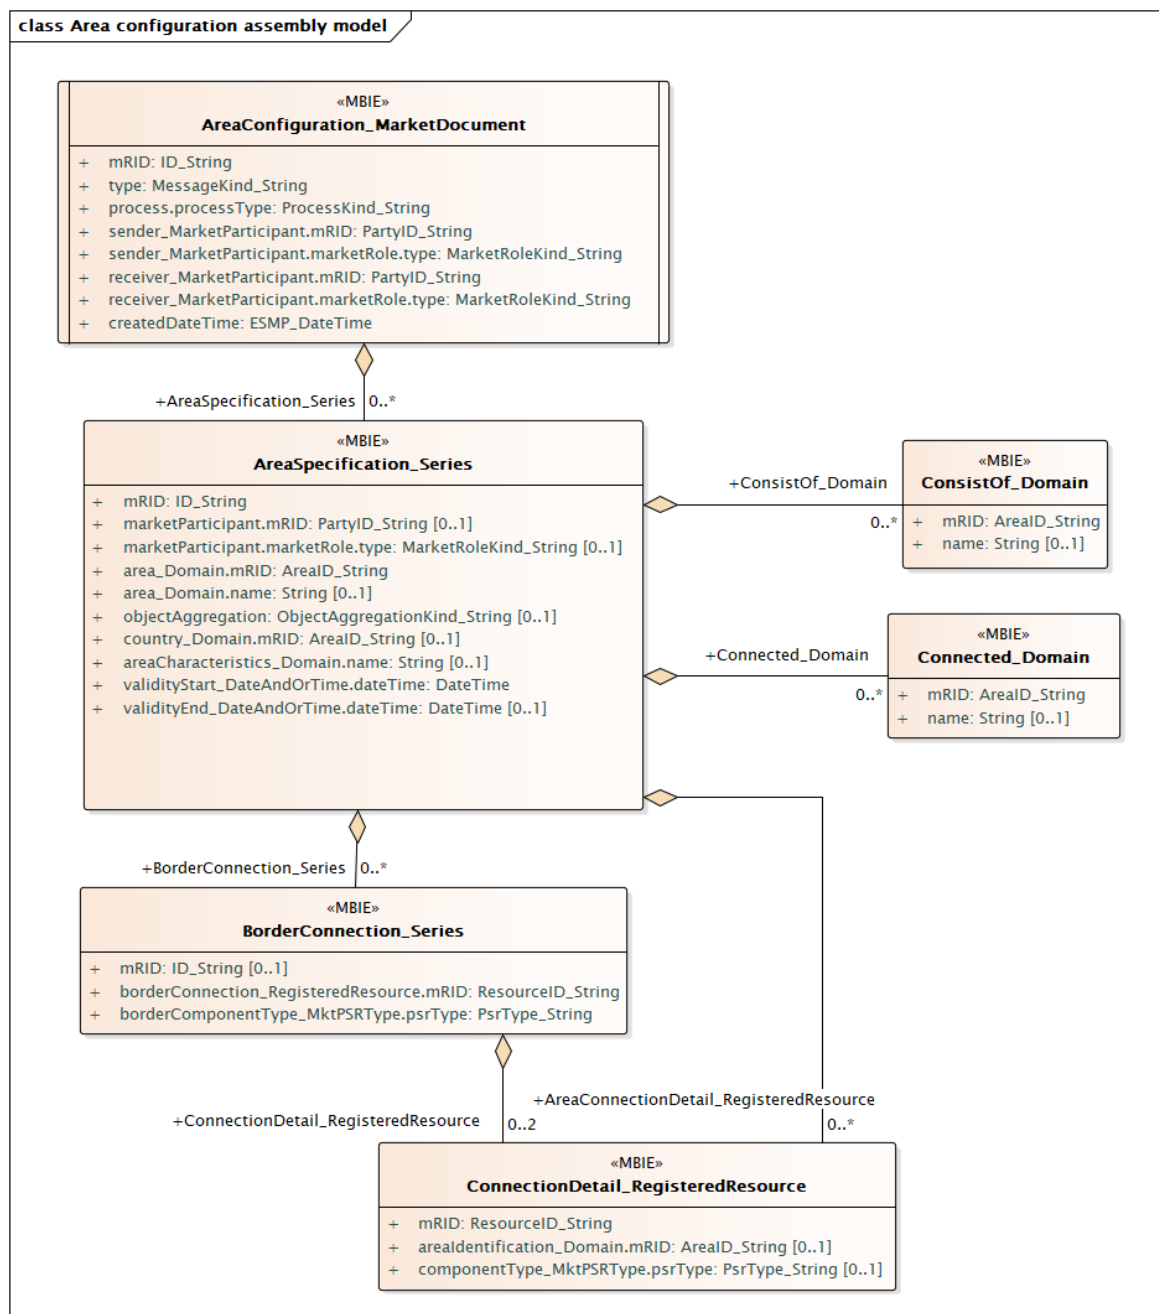 class Area configuration assembly model
«MBIE»
AreaConfiguration_MarketDocument
+ mRID: ID_String
+ type: MessageKind_String
+ process.processType: ProcessKind_String
+ sender_MarketParticipant.mRID: PartyID_String
+ sender_MarketParticipant.marketRole.type: MarketRoleKind_String
+ receiver_MarketParticipant.mRID: PartyID_String
+ receiver_MarketParticipant.marketRole.type: MarketRoleKind_String
+ createdDateTime: ESMP_DateTime
+AreaSpecification_Series 0..*
«MBIE»
AreaSpecification_Series
+ mRID: ID_String
+ marketParticipant.mRID: PartyID_String [0..1]
+ marketParticipant.marketRole.type: MarketRoleKind_String [0..1]
+ area_Domain.mRID: AreaID_String
+ area_Domain.name: String [0..1]
+ objectAggregation: ObjectAggregationKind_String [0..1]
+ country_Domain.mRID: AreaID_String [0..1]
+ areaCharacteristics_Domain.name: String [0..1]
+ validityStart_DateAndOrTime.dateTime: DateTime
+ validityEnd_DateAndOrTime.dateTime: DateTime [0..1]
+ConsistOf_Domain
0..*
«MBIE»
ConsistOf_Domain
+ mRID: AreaID_String
+ name: String [0..1]
+Connected_Domain
0..*
«MBIE»
Connected_Domain
+ mRID: AreaID_String
+ name: String [0..1]
+BorderConnection_Series 0..*
«MBIE»
BorderConnection_Series
+ mRID: ID_String [0..1]
+ borderConnection_RegisteredResource.mRID: ResourceID_String
+ borderComponentType_MktPSRType.psrType: PsrType_String
+AreaConnectionDetail_RegisteredResource
0..*
+ConnectionDetail_RegisteredResource
0..2
«MBIE»
ConnectionDetail_RegisteredResource
+ mRID: ResourceID_String
+ areaIdentification_Domain.mRID: AreaID_String [0..1]
+ componentType_MktPSRType.psrType: PsrType_String [0..1]